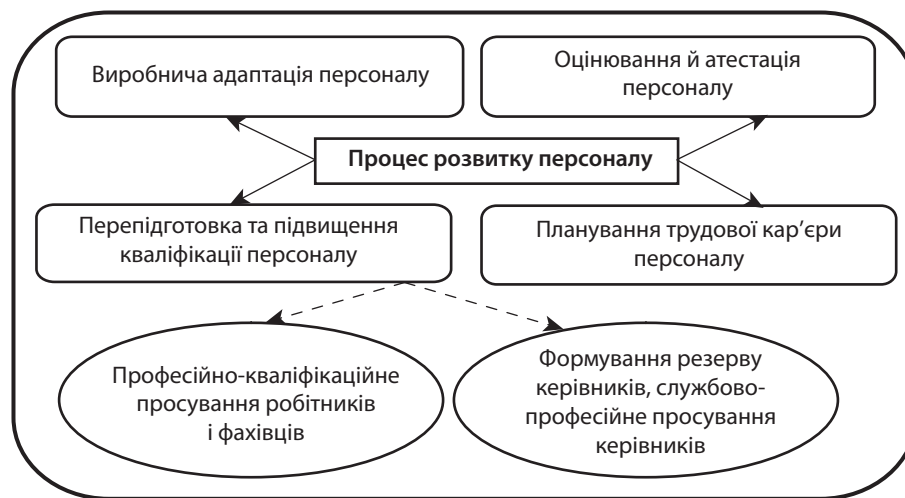 Виробнича адаптація персоналу
Оцінювання й атестація
персоналу
Процес розвитку персоналу
Перепідготовка та підвищення
кваліфікації персоналу
Планування трудової кар’єри
персоналу
Професійно-кваліфікаційне
просування робітників
і фахівців
Формування резерву
керівників, службово-
професійне просування
керівників